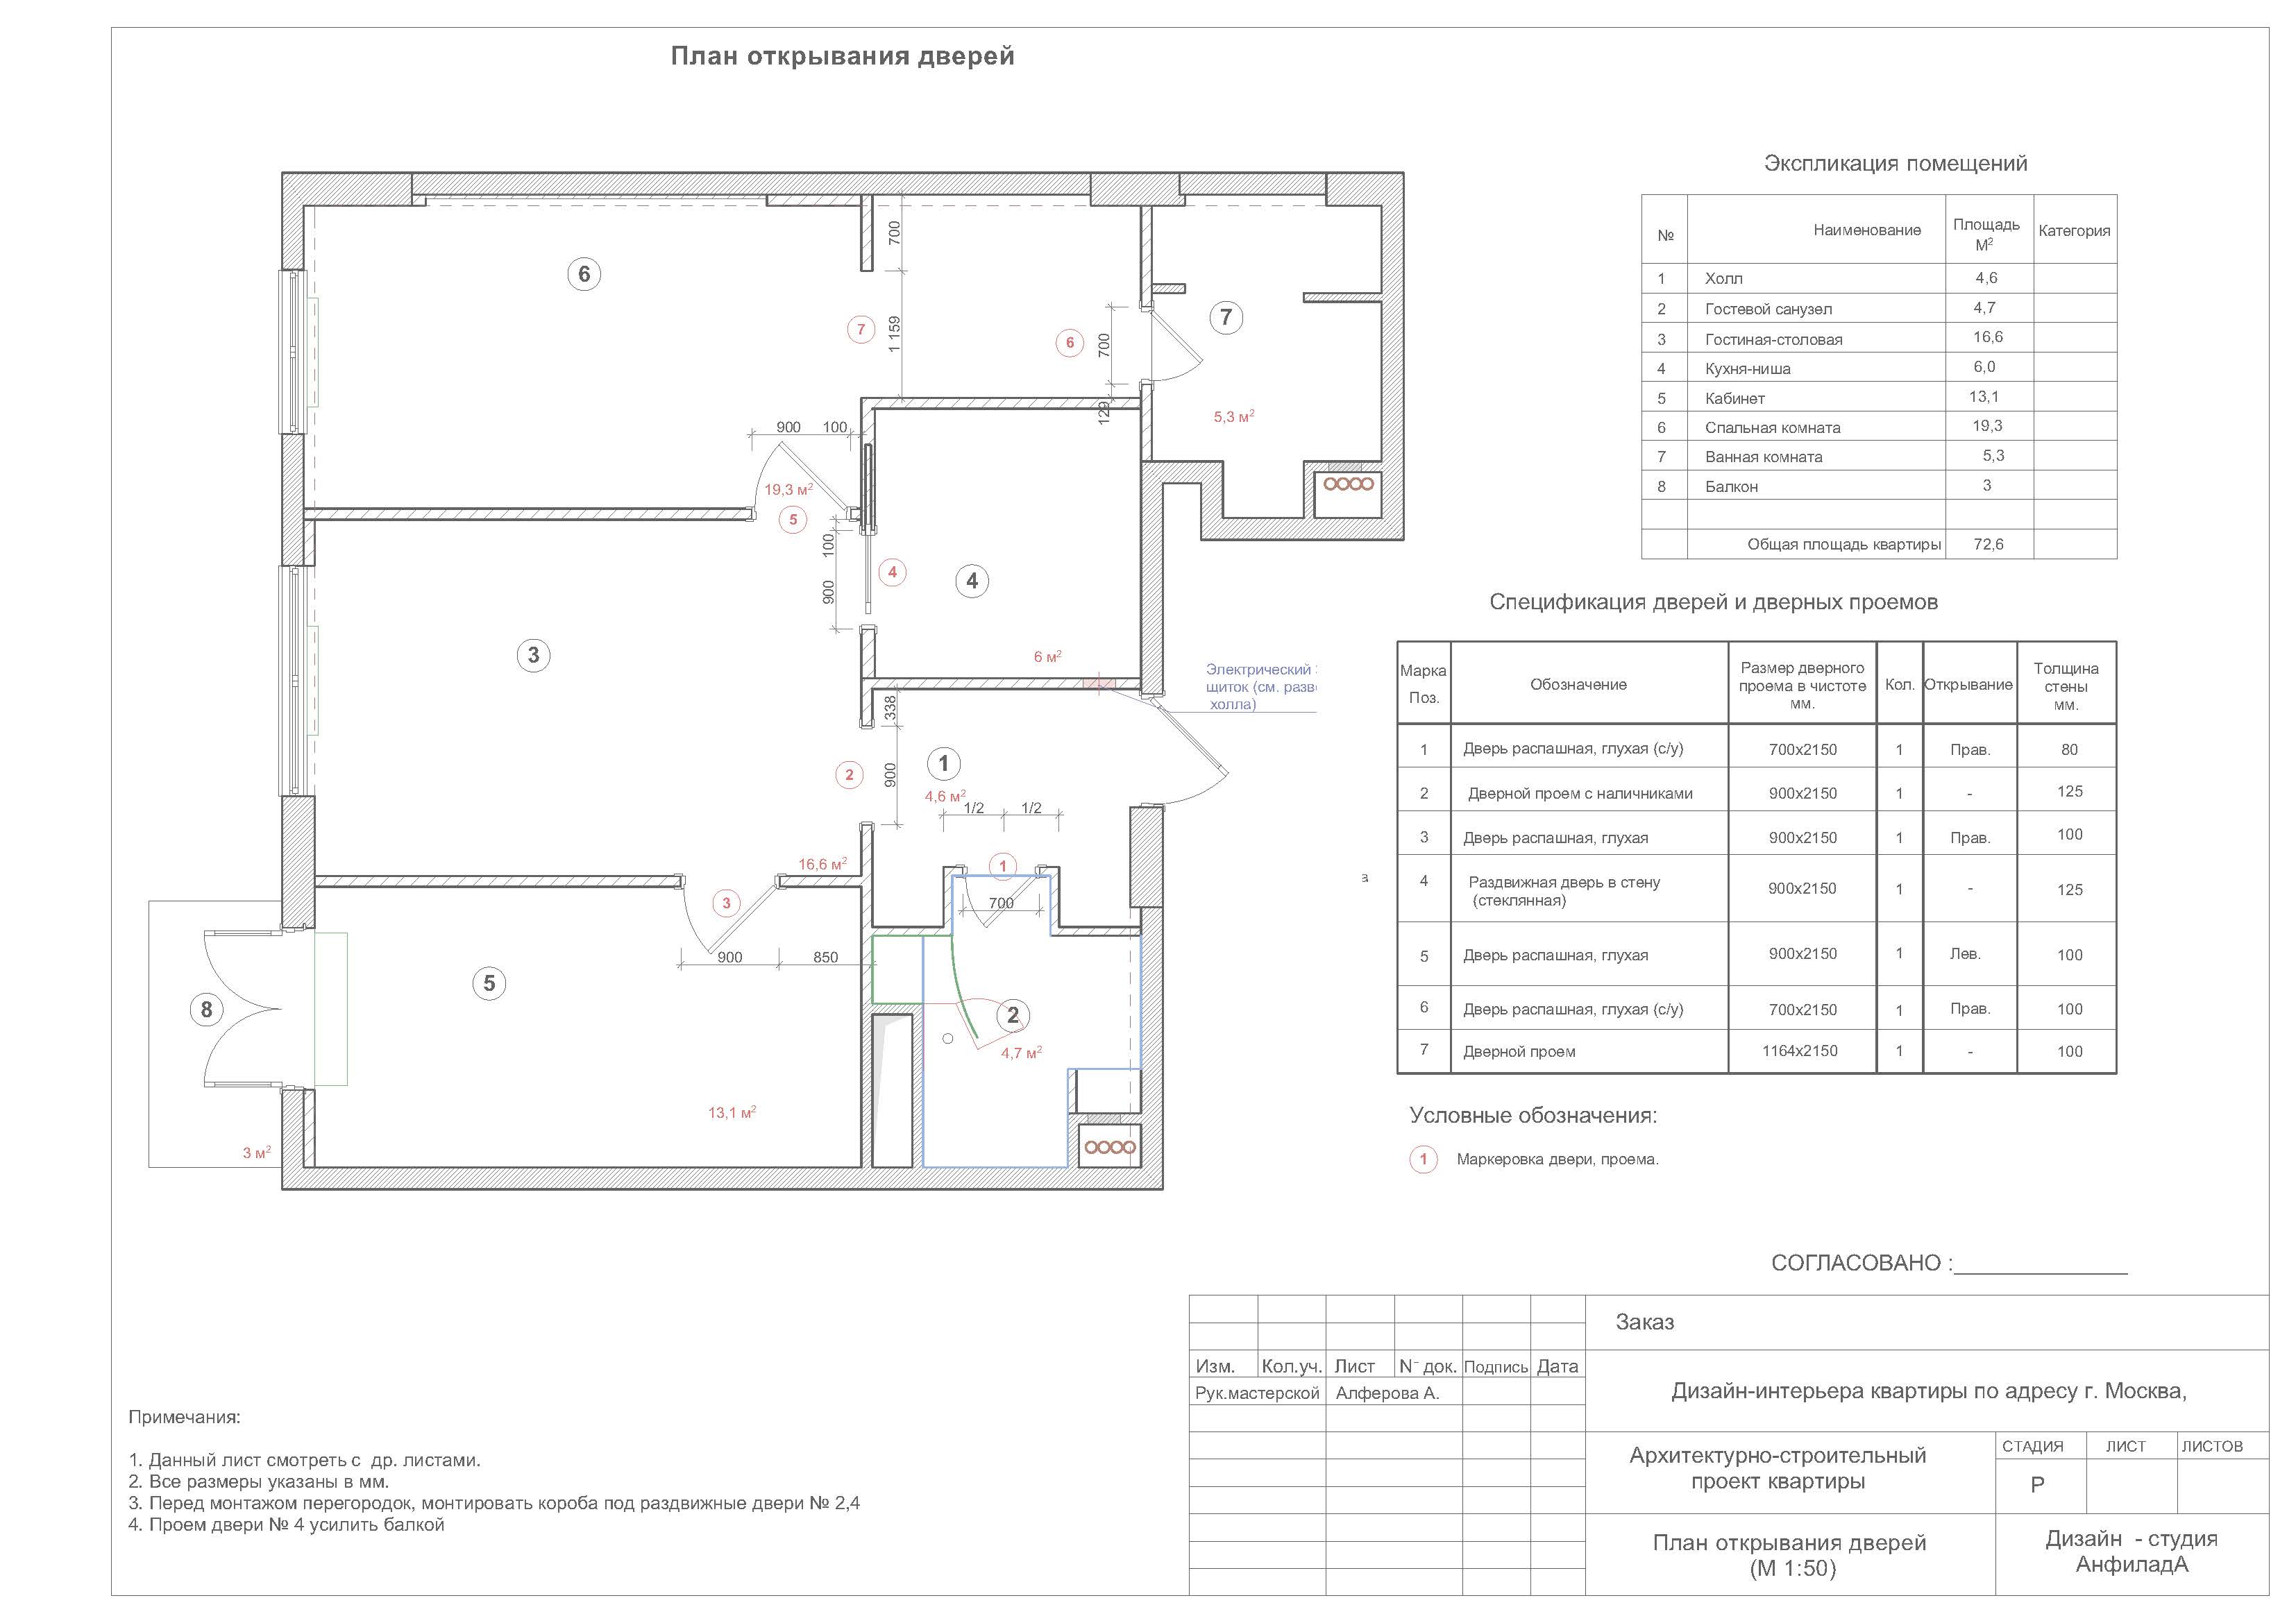 План открывания дверей
6
7
700
1 159
6
700
129
7
5,3 м²
900
100
19,3 м²
5
100
900
4
4
6 м²
3
16,6 м²
Электрический
щиток (см. разв
холла)
338
900
2
1
4,6 м²
1/2
1/2
1
700
3
900
850
5
13,1 м²
8
3 м²
2
4,7 м²
а
Экспликация помещений
№ Наименование Площадь М² Категория
1 Холл 4,6
2 Гостевой санузел 4,7
3 Гостиная-столовая 16,6
4 Кухня-ниша 6,0
5 Кабинет 13,1
6 Спальная комната 19,3
7 Ванная комната 5,3
8 Балкон 3
Общая площадь квартиры 72,6
Спецификация дверей и дверных проемов
Марка Поз. Обозначение Размер дверного проема в чистоте мм. Кол. Открывание Толщина стены мм.
1 Дверь распашная, глухая (с/у) 700x2150 1 Прав. 80
2 Дверной проем с наличниками 900x2150 1 - 125
3 Дверь распашная, глухая 900x2150 1 Прав. 100
4 Раздвижная дверь в стену (стеклянная) 900x2150 1 - 125
5 Дверь распашная, глухая 900x2150 1 Лев. 100
6 Дверь распашная, глухая (с/у) 700x2150 1 Прав. 100
7 Дверной проем 1164x2150 1 - 100
Условные обозначения:
1 Маркеровка двери, проема.
СОГЛАСОВАНО :______________
Примечания:
1. Данный лист смотреть с др. листами.
2. Все размеры указаны в мм.
3. Перед монтажом перегородок, монтировать короба под раздвижные двери № 2,4
4. Проем двери № 4 усилить балкой
Заказ
Изм. Кол.уч. Лист N– док. Подпись Дата
Рук.мастерской Алферова А.
Дизайн-интерьера квартиры по адресу г. Москва,
Архитектурно-строительный
проект квартиры
СТАДИЯ ЛИСТ ЛИСТОВ
Р
План открывания дверей
(М 1:50)
Дизайн - студия
АнфиладА